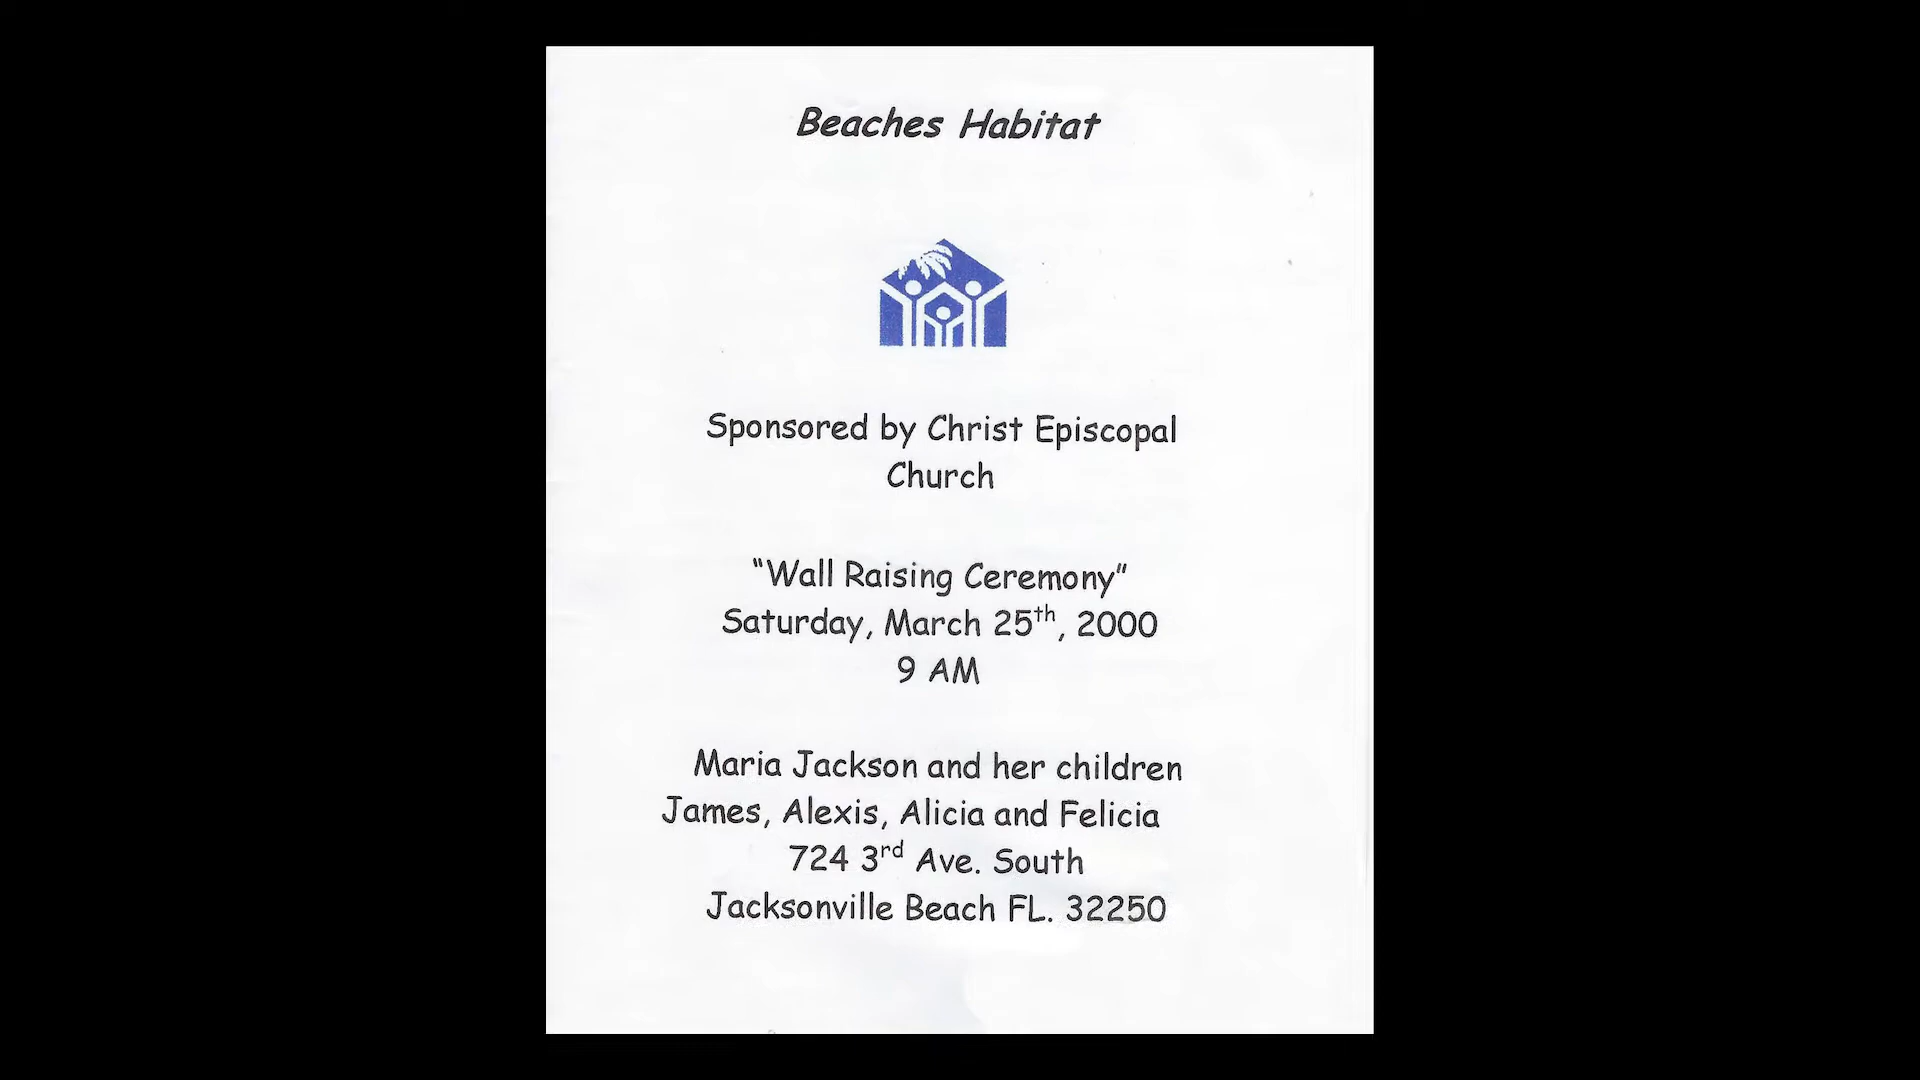 Beaches Habitat
Sponsored by Christ Episcopal
Church
"Wall Raising Ceremony"
Saturday, March 25th, 2000
9 AM
Maria Jackson and her children
James, Alexis, Alicia and Felicia
724 3rd Ave. South
Jacksonville Beach FL. 32250